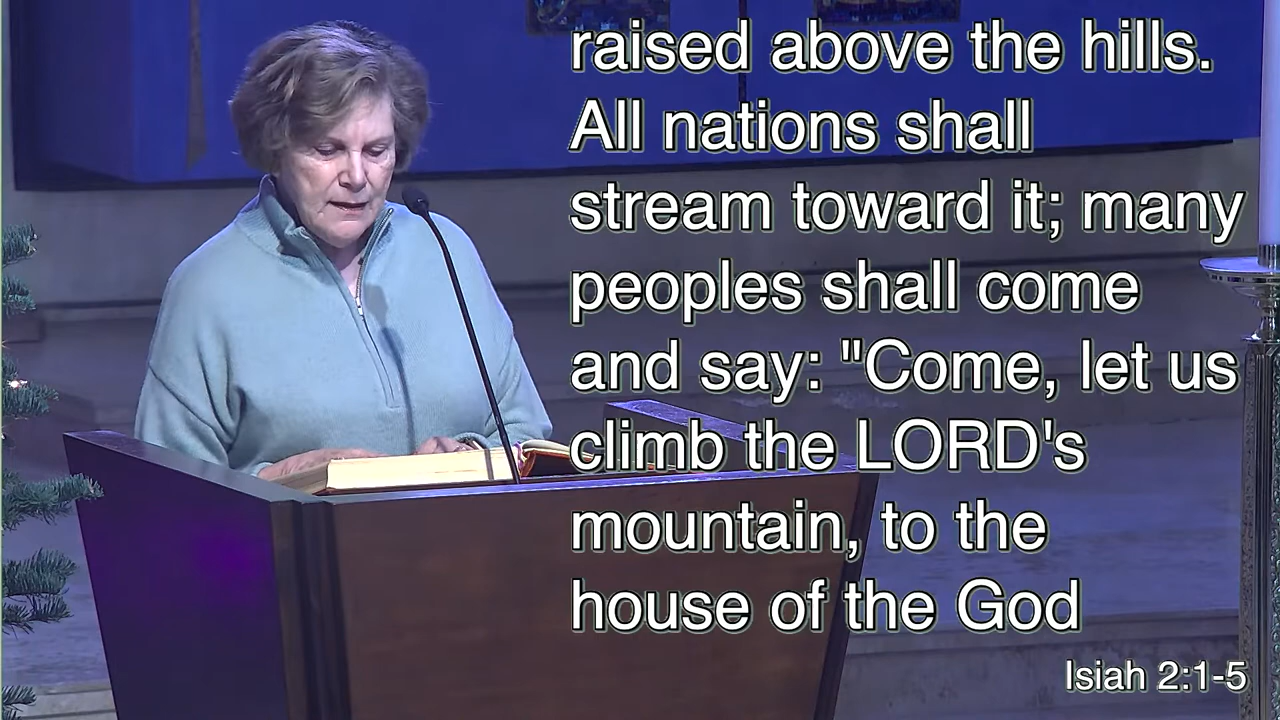 raised above the hills.
All nations shall
stream toward it; many
peoples shall come
and say: "Come, let us
climb the LORD's
mountain, to the
house of the God
Isiah 2:1-5